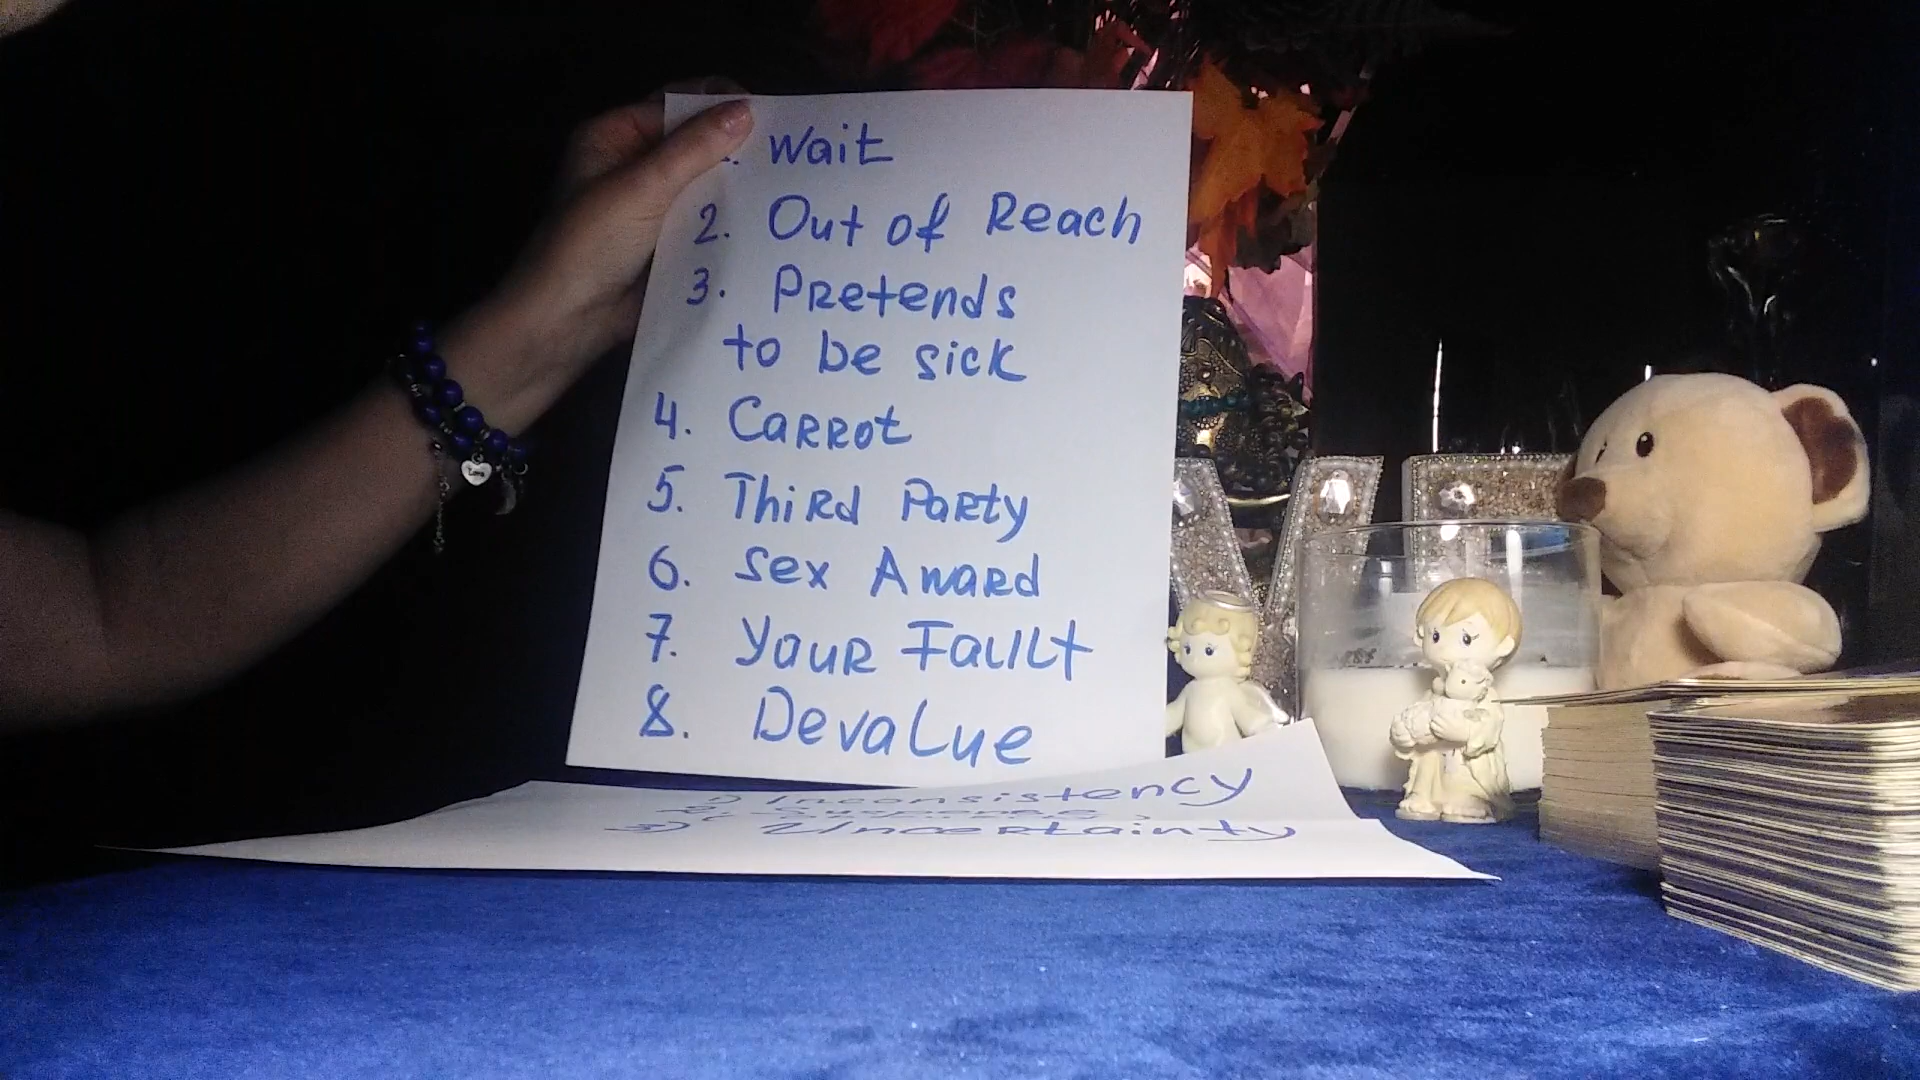 . Wait
2. Out of Reach
3. Pretends
to be sick
4. Carrot
5. Third Party
6. Sex Award
7. Your Fault
8. Devalue
Inconsistency
3) Uncertainty